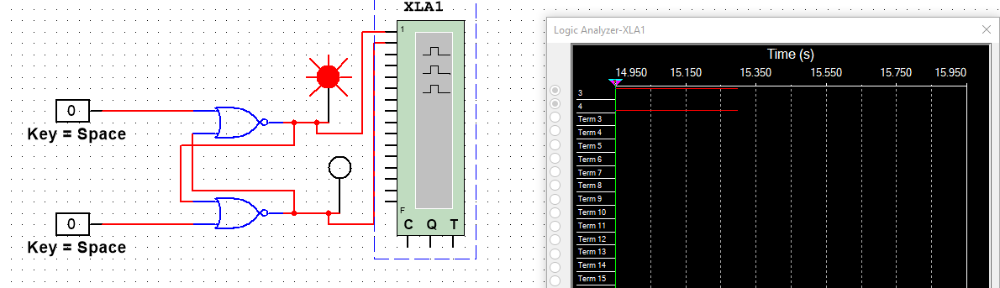 XLA1
1
F
C Q T
0
Key = Space
0
Key = Space
Logic Analyzer-XLA1
Time (s)
14.950 15.150 15.350 15.550 15.750 15.950
3
4
Term 3
Term 4
Term 5
Term 6
Term 7
Term 8
Term 9
Term 10
Term 11
Term 12
Term 13
Term 14
Term 15